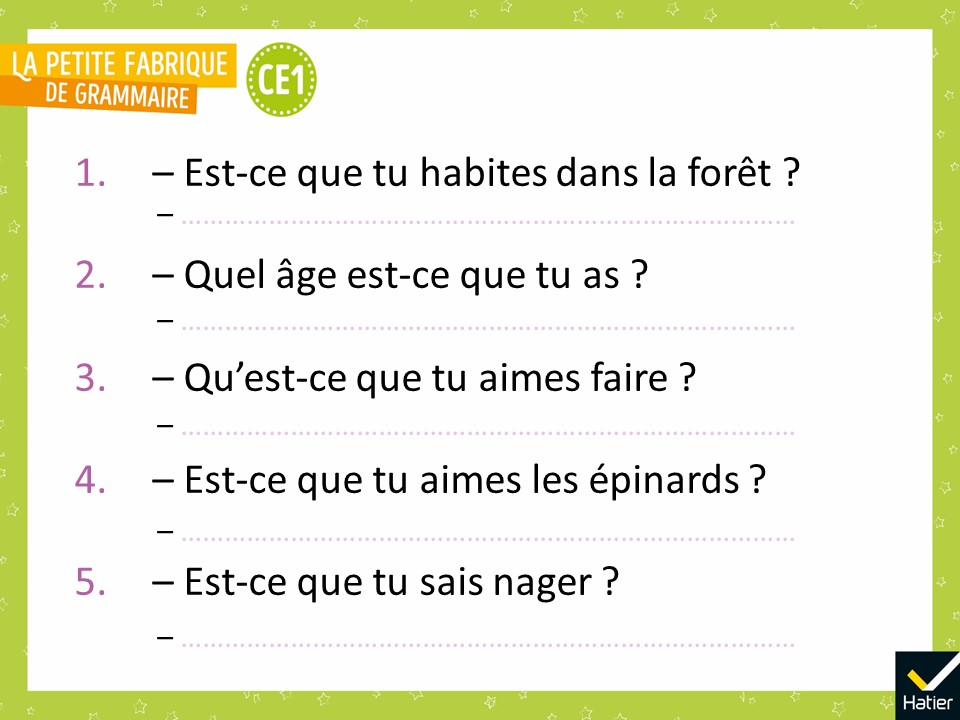 LA PETITE FABRIQUE
DE GRAMMAIRE
CE1
1. – Est-ce que tu habites dans la forêt ?
– ........................................................................................
2. – Quel âge est-ce que tu as ?
– ........................................................................................
3. – Qu’est-ce que tu aimes faire ?
– ........................................................................................
4. – Est-ce que tu aimes les épinards ?
– ........................................................................................
5. – Est-ce que tu sais nager ?
– ........................................................................................
Hatier